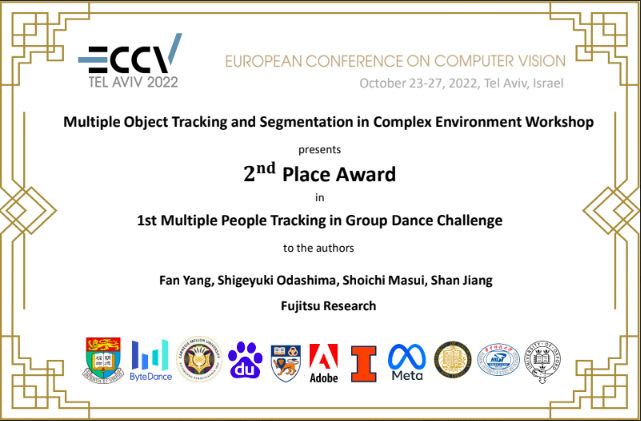 ECCV
TEL AVIV 2022
EUROPEAN CONFERENCE ON COMPUTER VISION
October 23-27, 2022, Tel Aviv, Israel
Multiple Object Tracking and Segmentation in Complex Environment Workshop
presents
2nd Place Award
in
1st Multiple People Tracking in Group Dance Challenge
to the authors
Fan Yang, Shigeyuki Odashima, Shoichi Masui, Shan Jiang
Fujitsu Research
ByteDance
du
Adobe
Meta